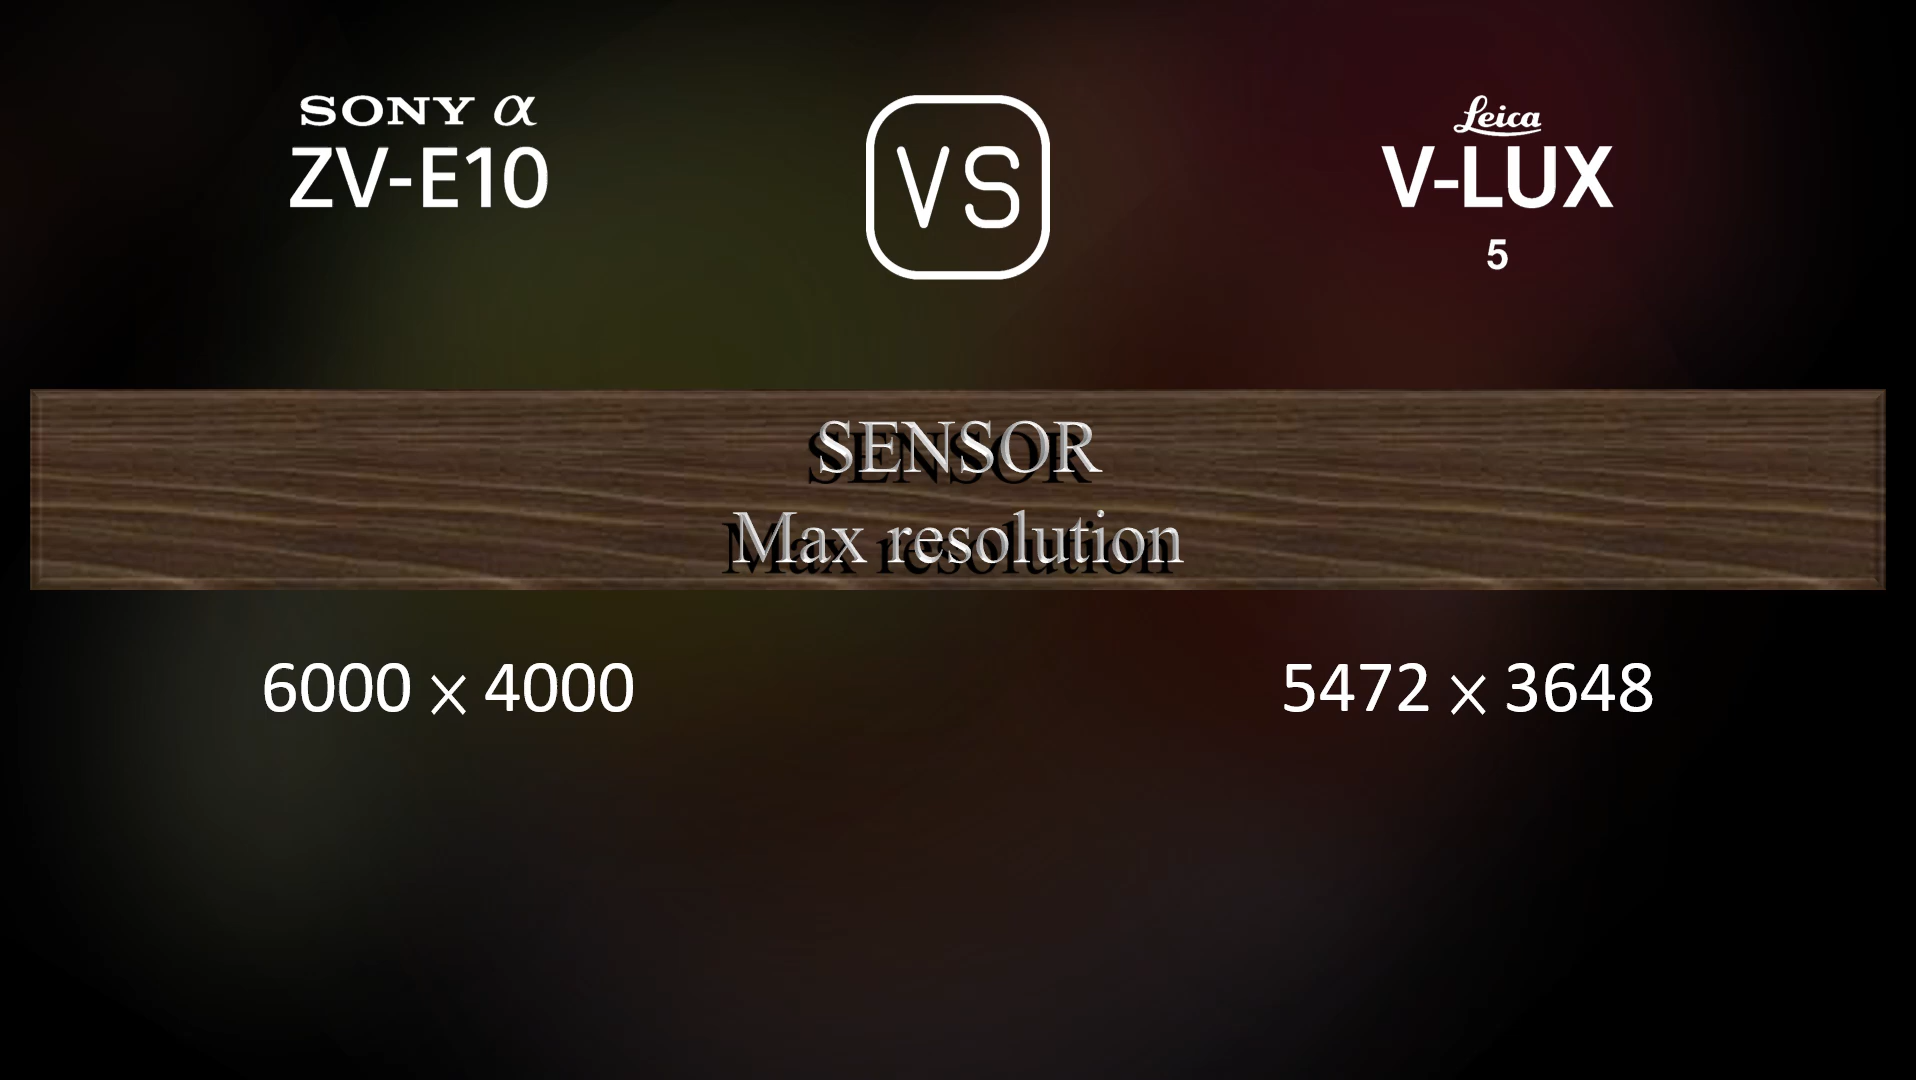 SONY α
ZV-E10
VS
Leica
V-LUX
5
SENSOR
Max resolution
6000 x 4000
5472 x 3648